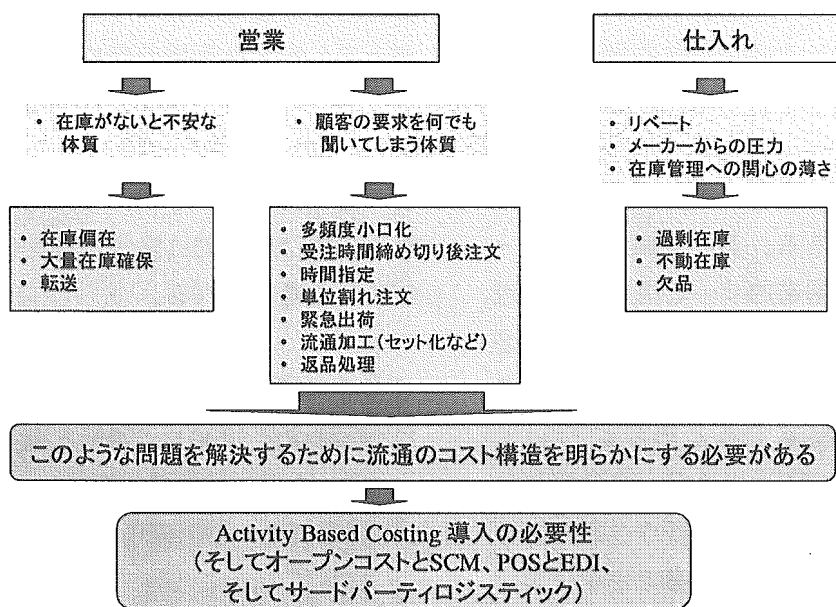 営業
・ 在庫がないと不安な
体質
・ 顧客の要求を何でも
聞いてしまう体質
・ 在庫偏在
・ 大量在庫確保
・ 転送
・ 多頻度小口化
・ 受注時間締め切り後注文
・ 時間指定
・ 単位割れ注文
・ 緊急出荷
・ 流通加工(セット化など)
・ 返品処理
仕入れ
・ リベート
・ メーカーからの圧力
・ 在庫管理への関心の薄さ
・ 過剰在庫
・ 不動在庫
・ 欠品
このような問題を解決するために流通のコスト構造を明らかにする必要がある
Activity Based Costing 導入の必要性
(そしてオープンコストとSCM、POSとEDI、
そしてサードパーティロジスティック)